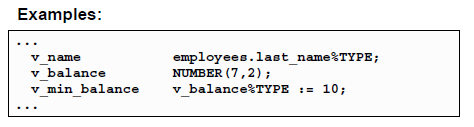 Examples:
...
v_name employees.last_name%TYPE;
v_balance NUMBER(7,2);
v_min_balance v_balance%TYPE := 10;
...